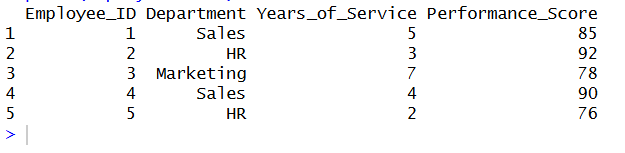 Employee_ID Department Years_of_Service Performance_Score
1           1      Sales                5                85
2           2         HR                3                92
3           3  Marketing                7                78
4           4      Sales                4                90
5           5         HR                2                76
>